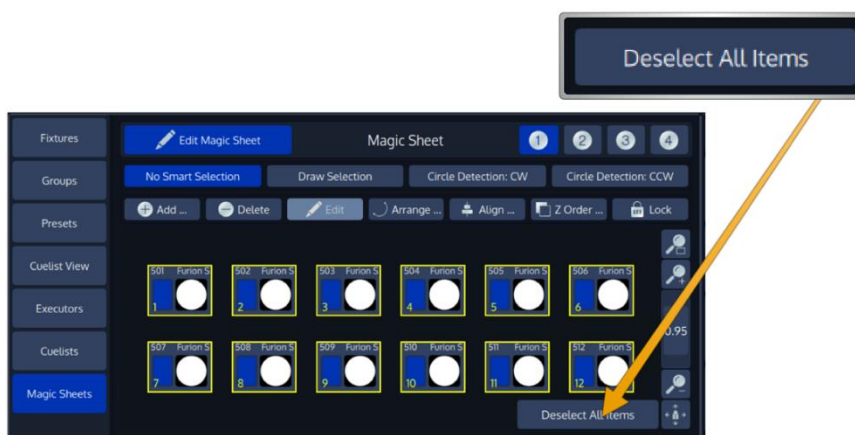 Deselect All Items
Fixtures
Groups
Presets
Cuelist View
Executors
Cuelists
Magic Sheets
Edit Magic Sheet Magic Sheet 1 2 3 4
No Smart Selection Draw Selection Circle Detection: CW Circle Detection: CCW
Add ... Delete Edit Arrange ... Align ... Z Order ... Lock
501 Furion S 502 Furion S 503 Furion S 504 Furion S 505 Furion S 506 Furion S
1 2 3 4 5 6
0.95
507 Furion S 508 Furion S 509 Furion S 510 Furion S 511 Furion S 512 Furion S
7 8 9 10 11 12
Deselect All Items